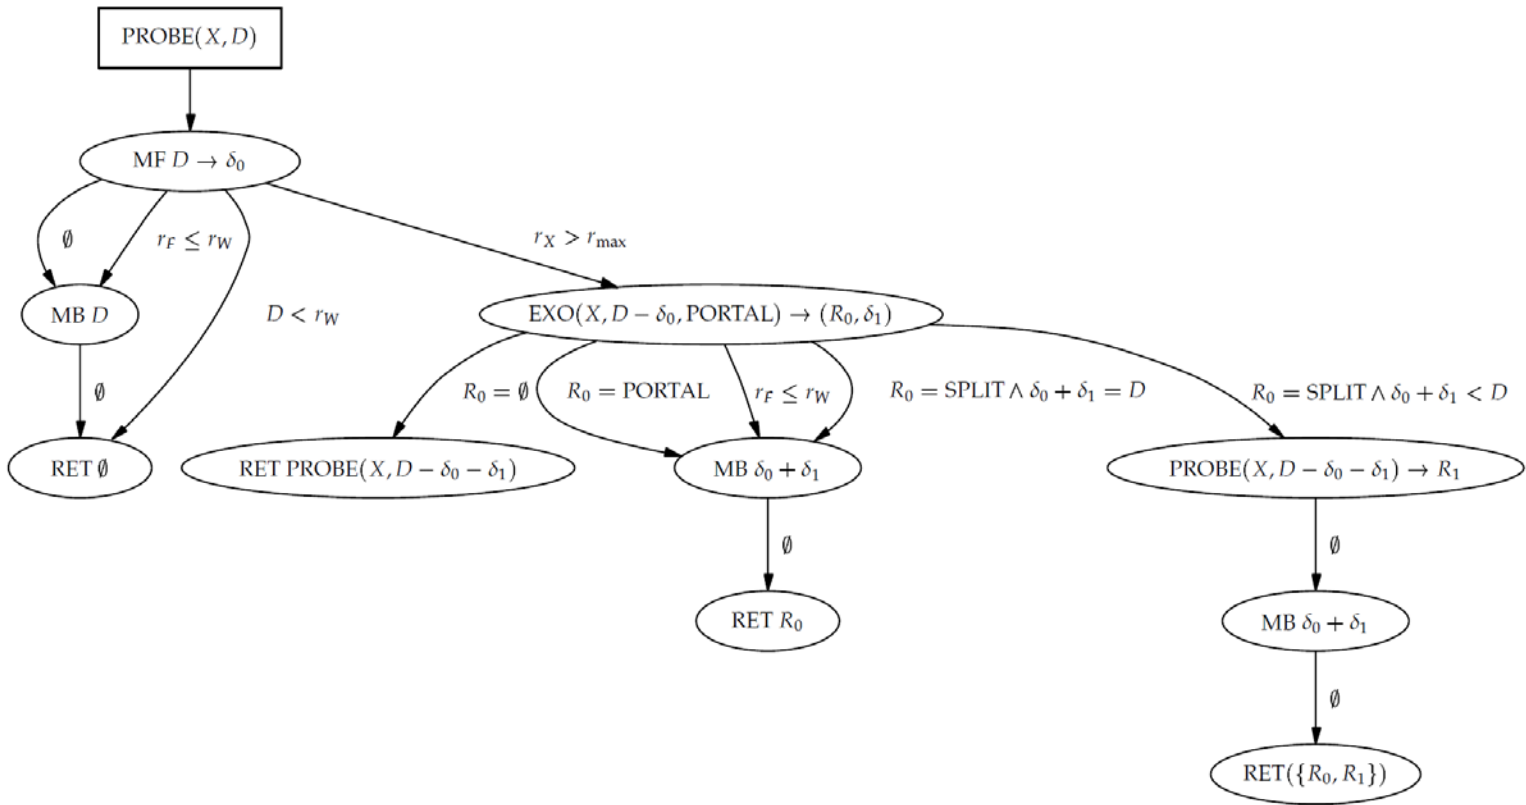 PROBE(X, D)
MF D → δ₀
∅
r_F ≤ r_W
D < r_W
r_X > r_max
MB D
EXO(X, D − δ₀, PORTAL) → (R₀, δ₁)
∅
R₀ = ∅
R₀ = PORTAL
r_F ≤ r_W
R₀ = SPLIT ∧ δ₀ + δ₁ = D
R₀ = SPLIT ∧ δ₀ + δ₁ < D
RET ∅
RET PROBE(X, D − δ₀ − δ₁)
MB δ₀ + δ₁
PROBE(X, D − δ₀ − δ₁) → R₁
∅
∅
RET R₀
MB δ₀ + δ₁
∅
RET({R₀, R₁})